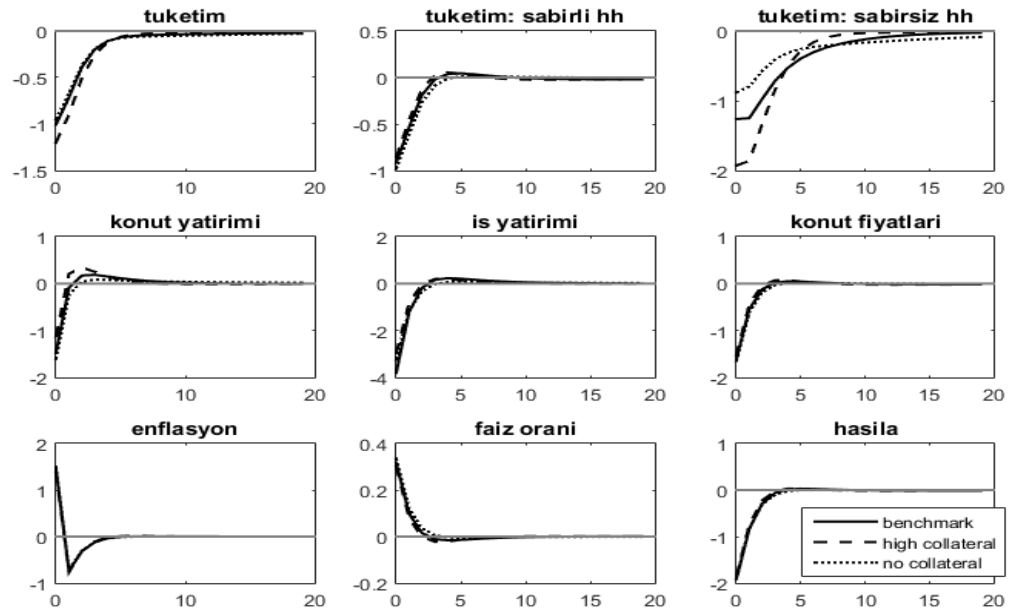 tuketim
0
-0.5
-1
-1.5
0 10 20
tuketim: sabirli hh
0.5
0
-0.5
-1
0 5 10 15 20
tuketim: sabirsiz hh
0
-1
-2
0 5 10 15 20
konut yatirimi
1
0
-1
-2
0 10 20
is yatirimi
2
0
-2
-4
0 5 10 15 20
konut fiyatlari
1
0
-1
-2
0 5 10 15 20
enflasyon
2
1
0
-1
0 10 20
faiz orani
0.4
0.2
0
-0.2
0 5 10 15 20
hasila
1
0
-1
-2
0 5 10 15 20
benchmark
high collateral
no collateral